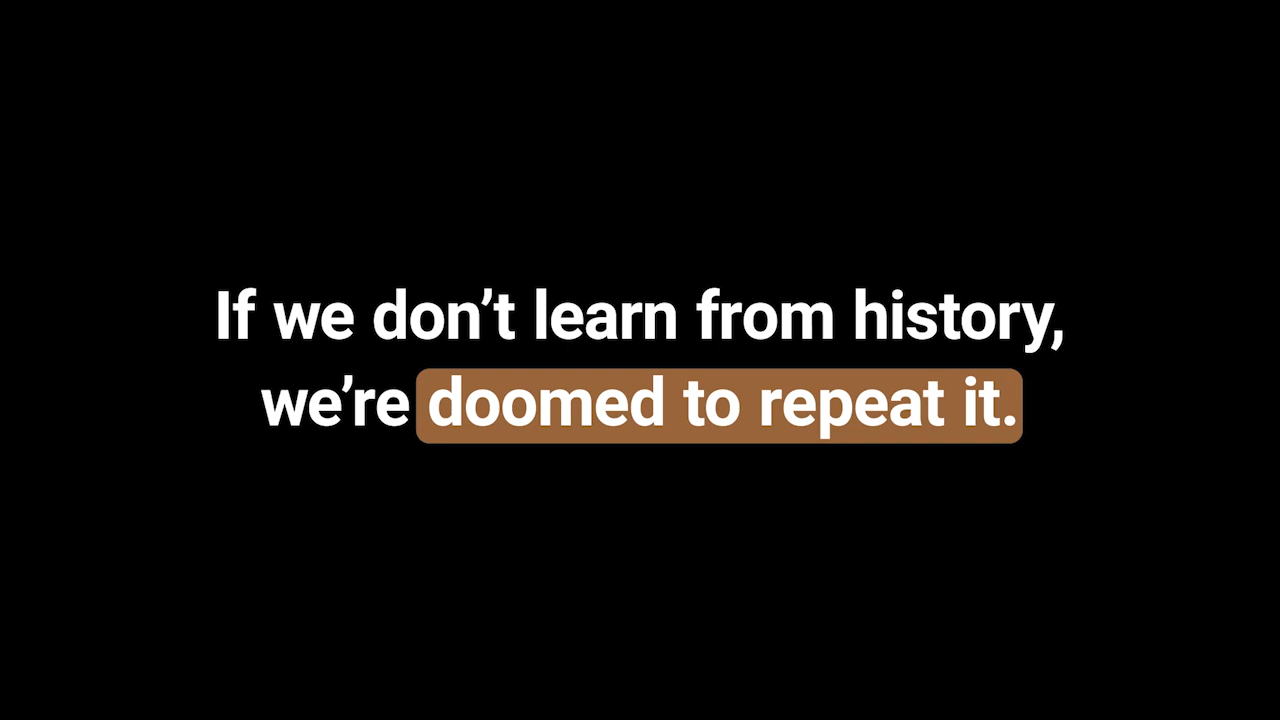 If we don’t learn from history,
we’re doomed to repeat it.